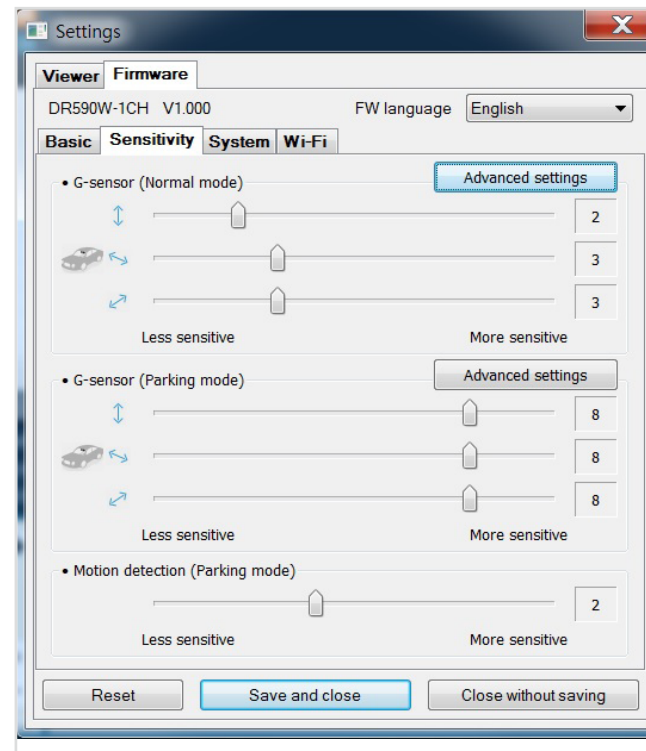 Settings
Viewer Firmware
DR590W-1CH V1.000 FW language English
Basic Sensitivity System Wi-Fi
• G-sensor (Normal mode) Advanced settings
2
3
3
Less sensitive More sensitive
• G-sensor (Parking mode) Advanced settings
8
8
8
Less sensitive More sensitive
• Motion detection (Parking mode)
2
Less sensitive More sensitive
Reset Save and close Close without saving